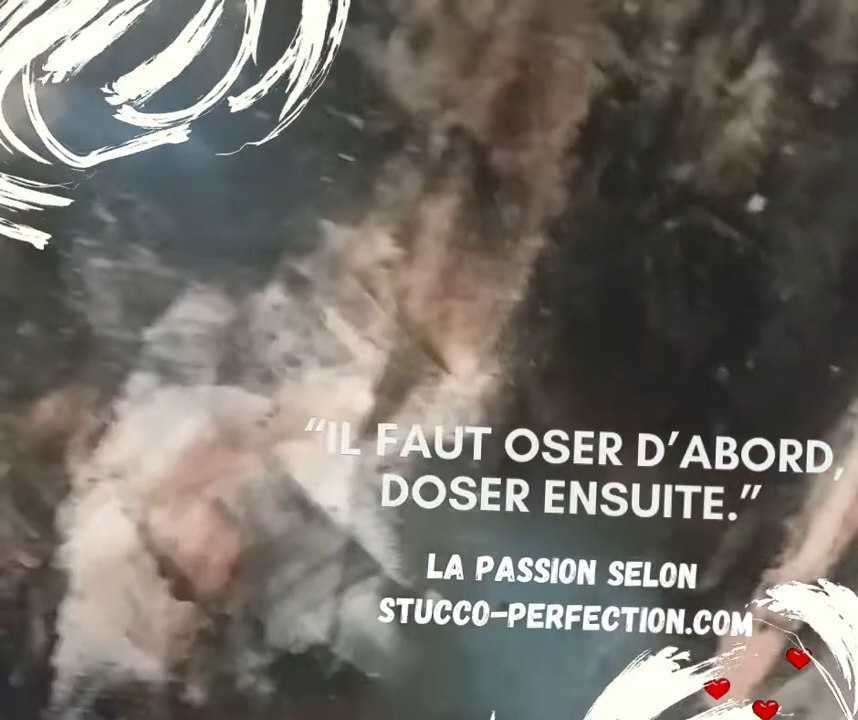 “IL FAUT OSER D’ABORD,
DOSER ENSUITE.”
LA PASSION SELON
STUCCO-PERFECTION.COM